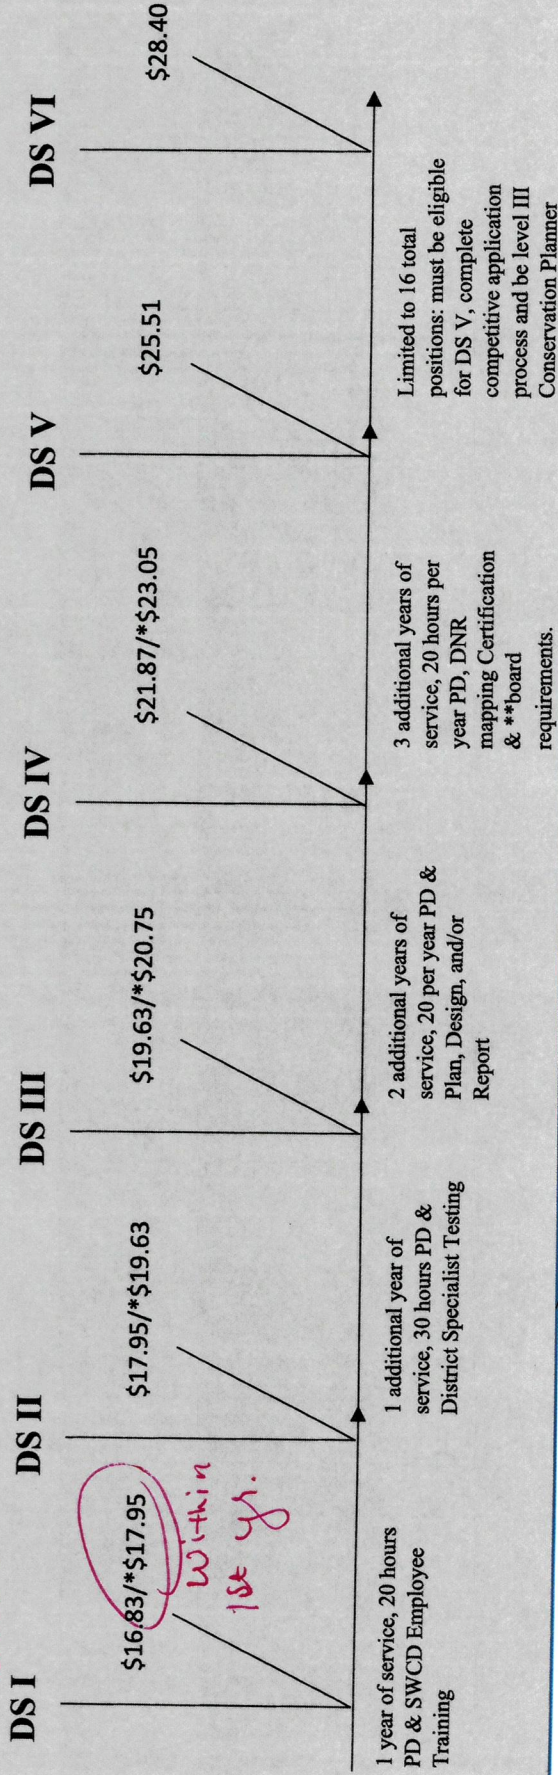 DS I
DS II
DS III
DS IV
DS V
DS VI
$16.83/*$17.95
$17.95/*$19.63
$19.63/*$20.75
$21.87/*$23.05
$25.51
$28.40
Within
1st yr.
1 year of service, 20 hours
PD & SWCD Employee
Training
1 additional year of
service, 30 hours PD &
District Specialist Testing
2 additional years of
service, 20 per year PD &
Plan, Design, and/or
Report
3 additional years of
service, 20 hours per
year PD, DNR
mapping Certification
& **board
requirements.
Limited to 16 total
positions: must be eligible
for DS V, complete
competitive application
process and be level III
Conservation Planner